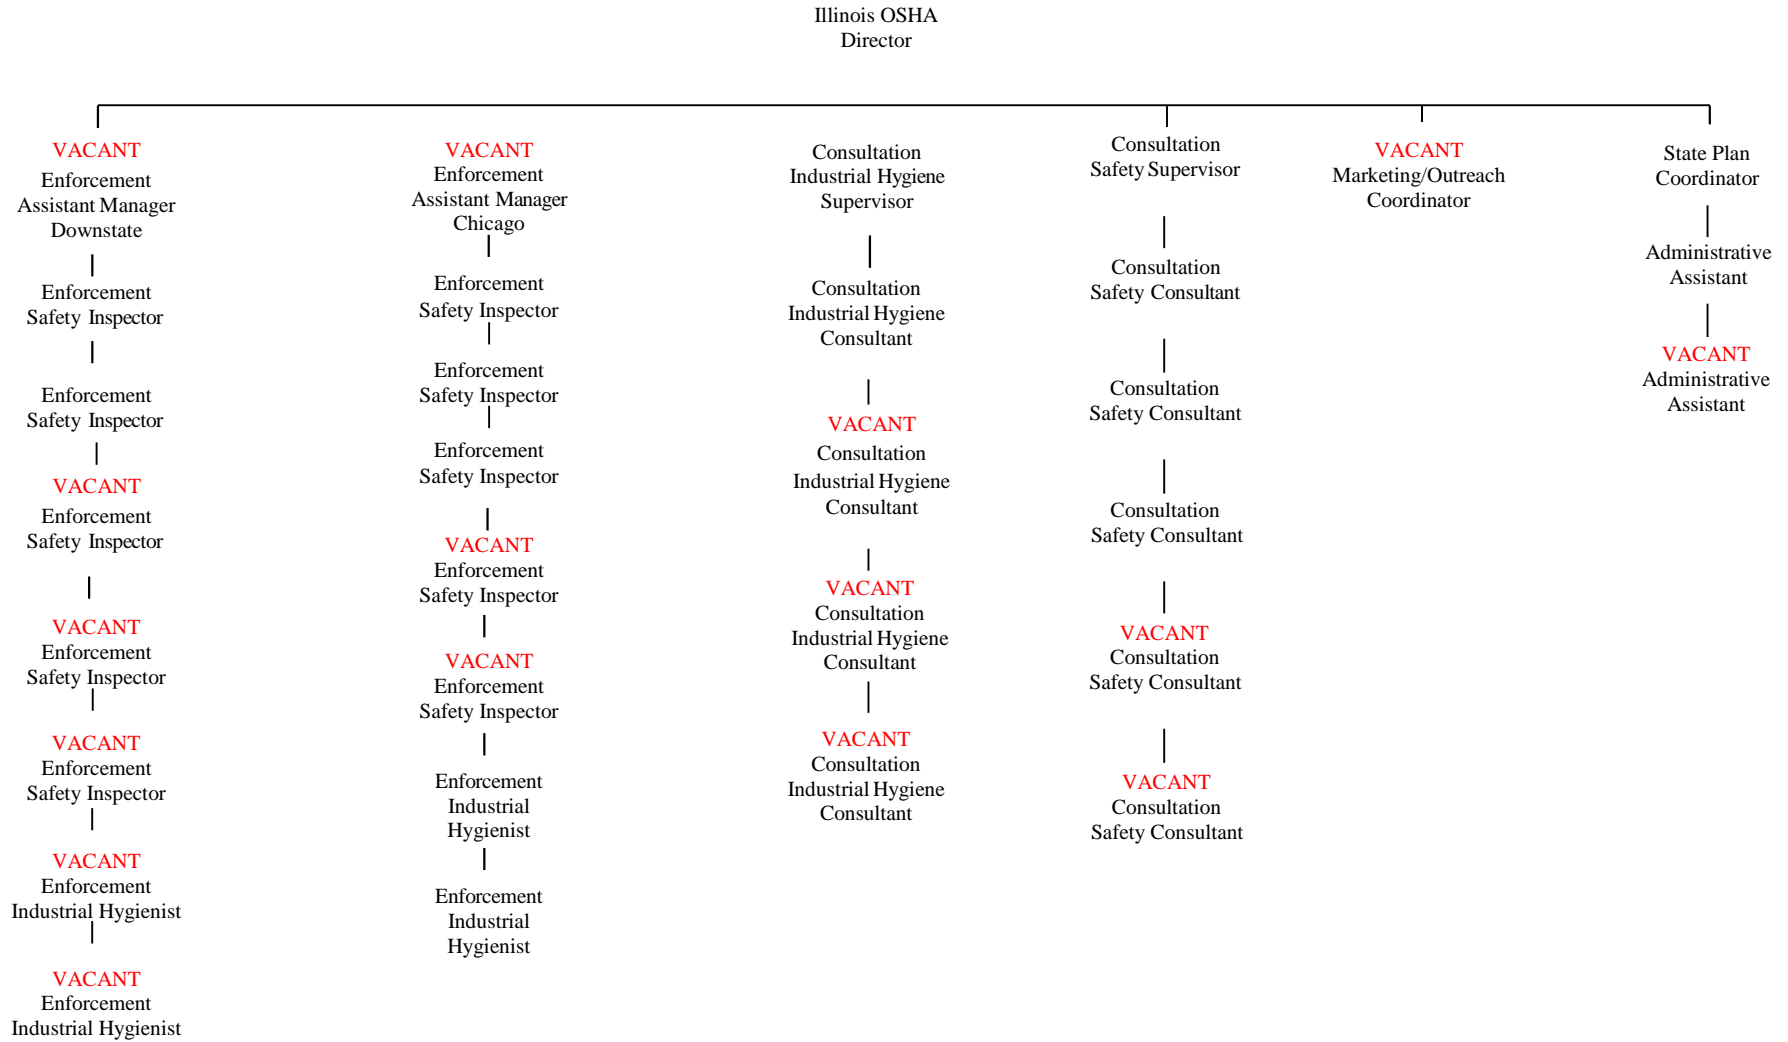 Illinois OSHA
Director
VACANT
Enforcement
Assistant Manager
Downstate
Enforcement
Safety Inspector
Enforcement
Safety Inspector
VACANT
Enforcement
Safety Inspector
VACANT
Enforcement
Safety Inspector
VACANT
Enforcement
Safety Inspector
VACANT
Enforcement
Industrial Hygienist
VACANT
Enforcement
Industrial Hygienist
VACANT
Enforcement
Assistant Manager
Chicago
Enforcement
Safety Inspector
Enforcement
Safety Inspector
Enforcement
Safety Inspector
VACANT
Enforcement
Safety Inspector
VACANT
Enforcement
Safety Inspector
Enforcement
Industrial
Hygienist
Enforcement
Industrial
Hygienist
Consultation
Industrial Hygiene
Supervisor
Consultation
Industrial Hygiene
Consultant
VACANT
Consultation
Industrial Hygiene
Consultant
VACANT
Consultation
Industrial Hygiene
Consultant
VACANT
Consultation
Industrial Hygiene
Consultant
Consultation
Safety Supervisor
Consultation
Safety Consultant
Consultation
Safety Consultant
Consultation
Safety Consultant
VACANT
Consultation
Safety Consultant
VACANT
Consultation
Safety Consultant
VACANT
Marketing/Outreach
Coordinator
State Plan
Coordinator
Administrative
Assistant
VACANT
Administrative
Assistant